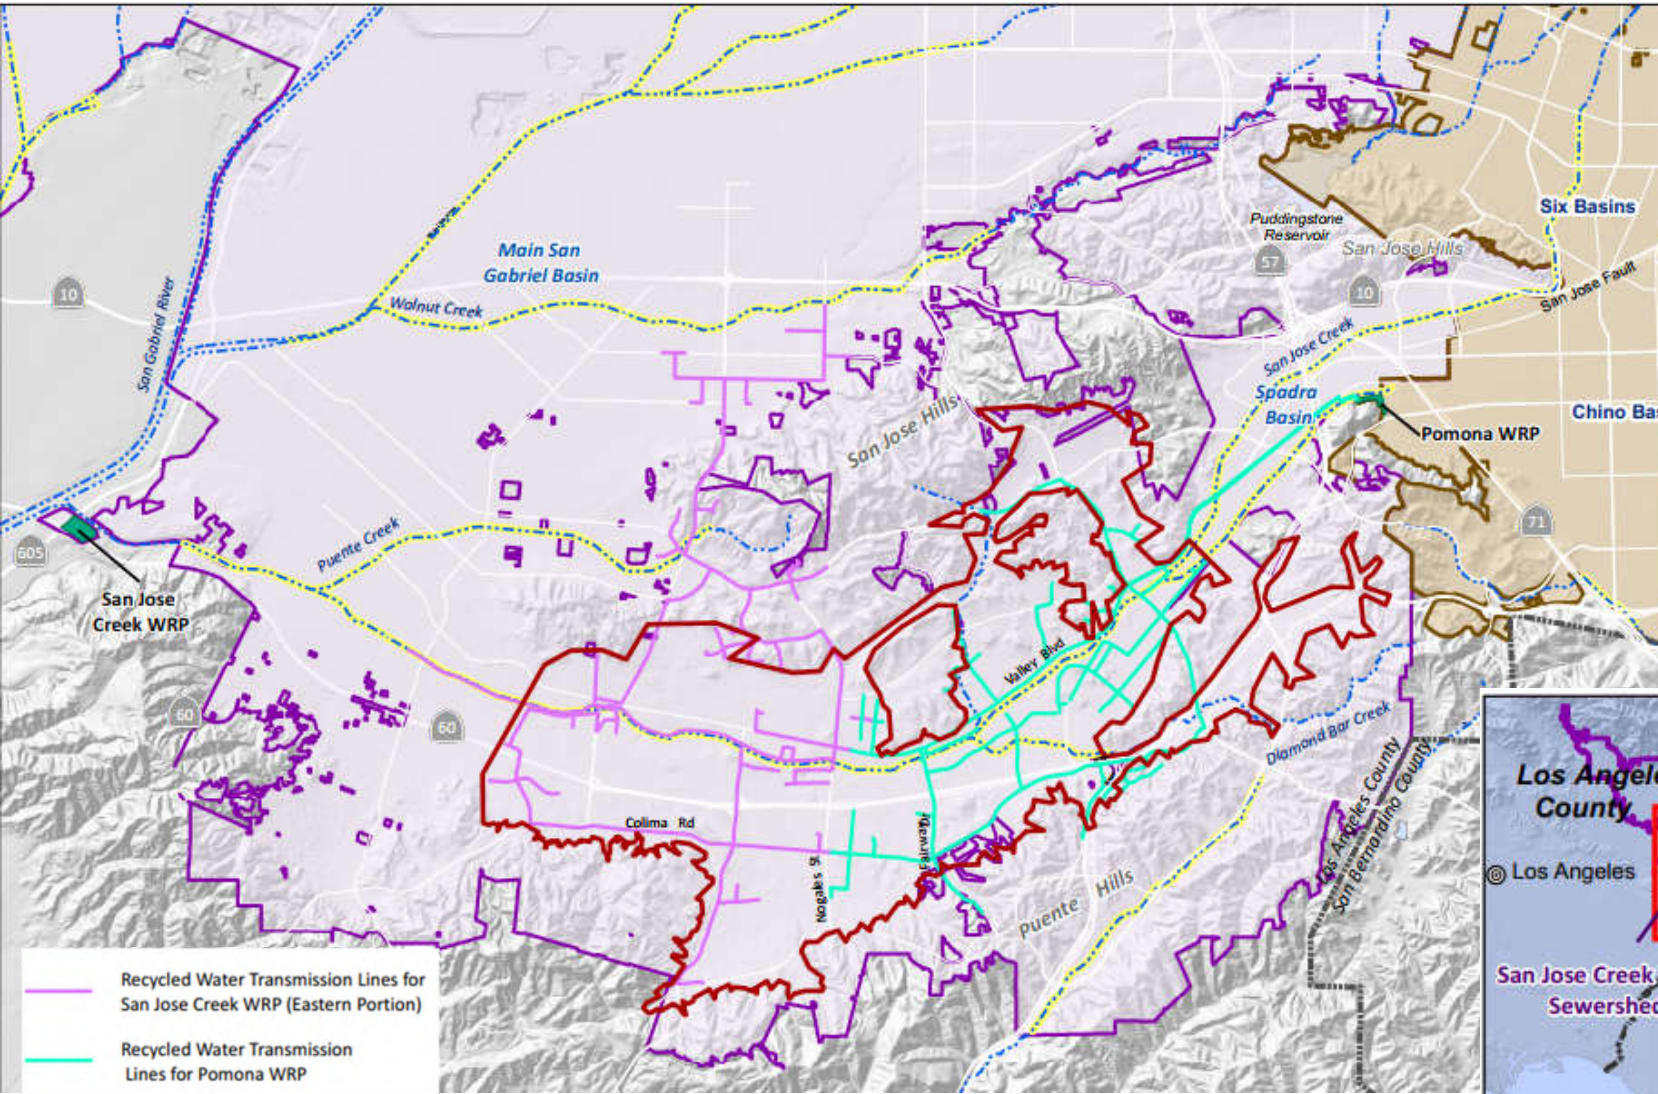 Six Basins
Puddingstone
Reservoir
San Jose Hills
57
10
San Jose Fault
Main San
Gabriel Basin
10
Walnut Creek
San Gabriel River
San Jose Creek
Spadra
Basin
Chino Bas
San Jose Hills
Pomona WRP
71
Puente Creek
605
San Jose
Creek WRP
Valley Blvd
60
60
Diamond Bar Creek
Los Angeles County
San Bernardino County
Colima Rd
Fairway
Nogales St
Puente Hills
Los Angele
County
Los Angeles
San Jose Creek
Sewershed
Recycled Water Transmission Lines for
San Jose Creek WRP (Eastern Portion)
Recycled Water Transmission
Lines for Pomona WRP